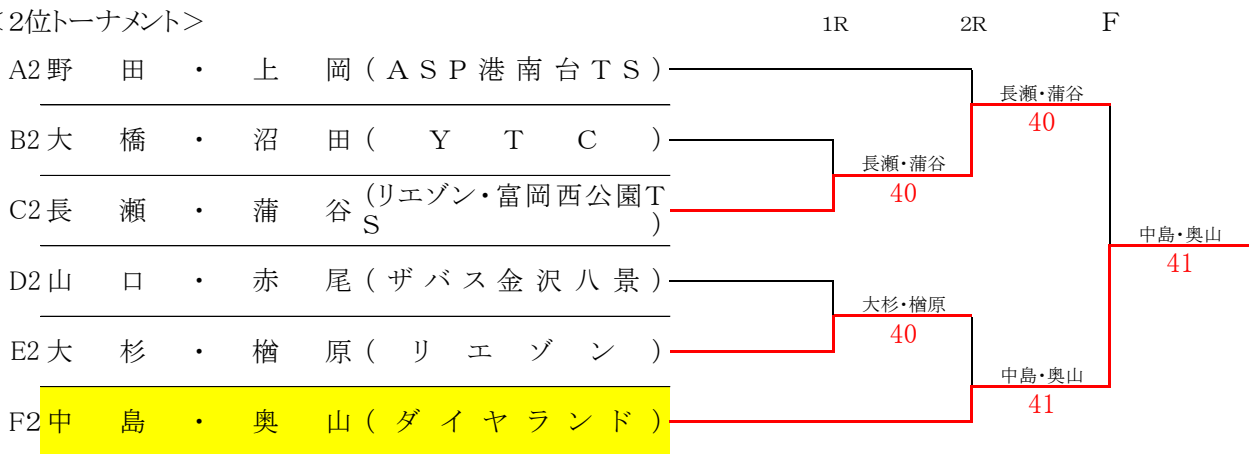 2位トーナメント>
1R 2R F
A2 野田・上岡(ASP港南台TS)
長瀬・蒲谷
40
B2 大橋・沼田(YTC)
長瀬・蒲谷
40
C2 長瀬・蒲谷(リエゾン・富岡西公園TS)
中島・奥山
41
D2 山口・赤尾(ザバス金沢八景)
大杉・楢原
40
E2 大杉・楢原(リエゾン)
中島・奥山
41
F2 中島・奥山(ダイヤランド)